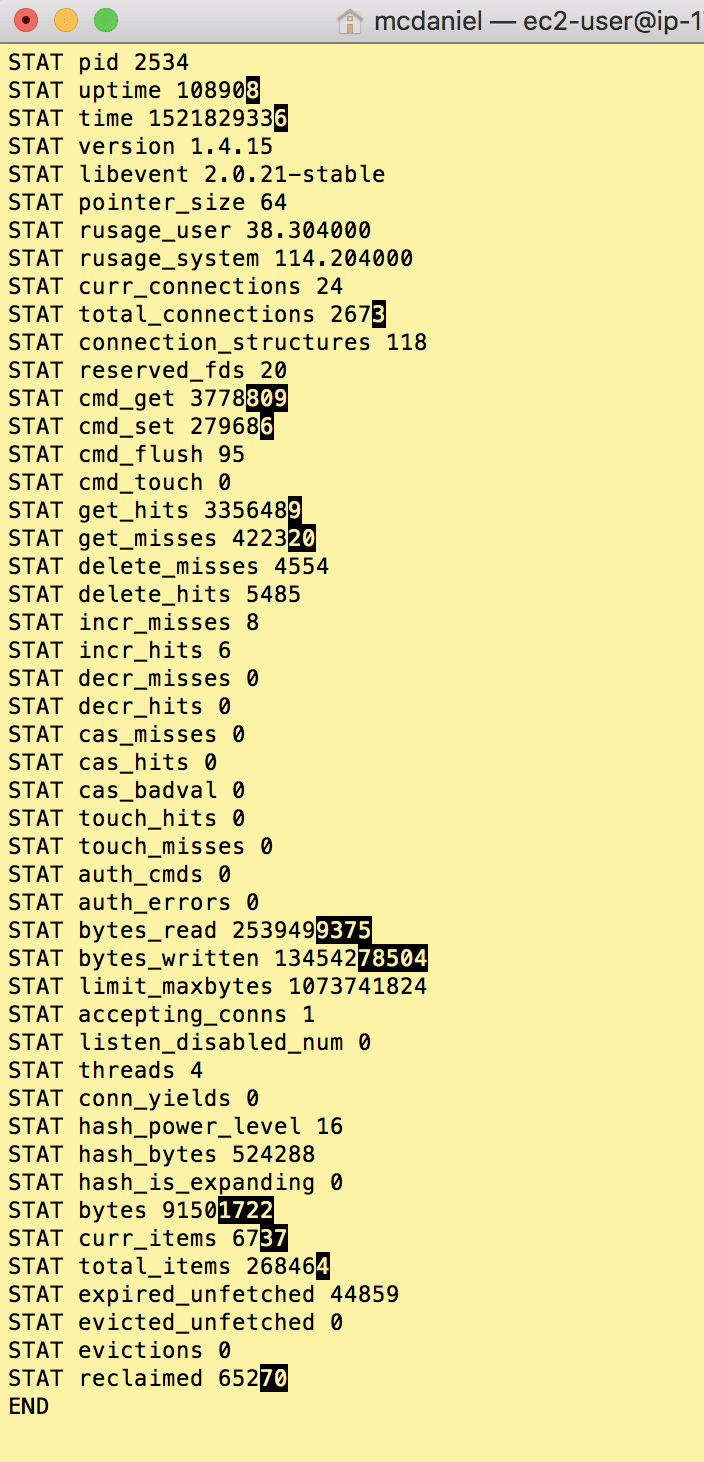 mcdaniel — ec2-user@ip-1
STAT pid 2534
STAT uptime 108908
STAT time 1521829336
STAT version 1.4.15
STAT libevent 2.0.21-stable
STAT pointer_size 64
STAT rusage_user 38.304000
STAT rusage_system 114.204000
STAT curr_connections 24
STAT total_connections 2673
STAT connection_structures 118
STAT reserved_fds 20
STAT cmd_get 3778809
STAT cmd_set 279686
STAT cmd_flush 95
STAT cmd_touch 0
STAT get_hits 3356489
STAT get_misses 422320
STAT delete_misses 4554
STAT delete_hits 5485
STAT incr_misses 8
STAT incr_hits 6
STAT decr_misses 0
STAT decr_hits 0
STAT cas_misses 0
STAT cas_hits 0
STAT cas_badval 0
STAT touch_hits 0
STAT touch_misses 0
STAT auth_cmds 0
STAT auth_errors 0
STAT bytes_read 2539499375
STAT bytes_written 13454278504
STAT limit_maxbytes 1073741824
STAT accepting_conns 1
STAT listen_disabled_num 0
STAT threads 4
STAT conn_yields 0
STAT hash_power_level 16
STAT hash_bytes 524288
STAT hash_is_expanding 0
STAT bytes 91501722
STAT curr_items 6737
STAT total_items 268464
STAT expired_unfetched 44859
STAT evicted_unfetched 0
STAT evictions 0
STAT reclaimed 65270
END